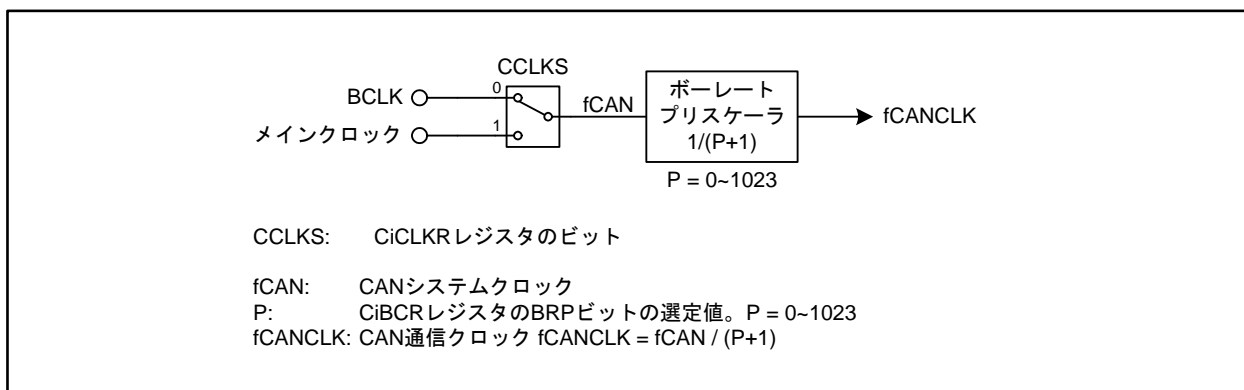 CCLKS
BCLK
0
メインクロック
1
fCAN
ボーレート
プリスケーラ
1/(P+1)
P = 0~1023
fCANCLK
CCLKS: CiCLKRレジスタのビット
fCAN: CANシステムクロック
P: CiBCRレジスタのBRPビットの選定値。P = 0~1023
fCANCLK: CAN通信クロック fCANCLK = fCAN / (P+1)